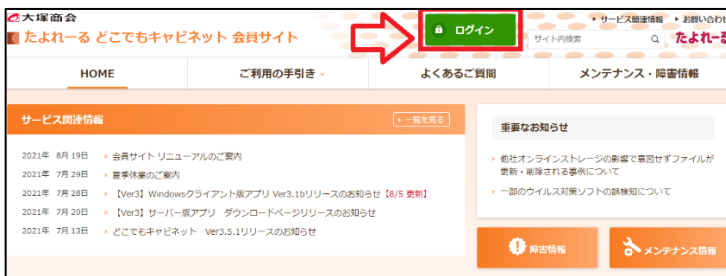 大塚商会
たよれーる どこでもキャビネット 会員サイト
ログイン
サービス関連情報
お問い合わせ
サイト内検索
たよれーる
HOME
ご利用の手引き
よくあるご質問
メンテナンス・障害情報
サービス関連情報
一覧を見る
2021年 8月19日 会員サイト リニューアルのご案内
2021年 7月29日 夏季休業のご案内
2021年 7月28日 【Ver3】Windowsクライアント版アプリ Ver3.1bリリースのお知らせ【8/5 更新】
2021年 7月20日 【Ver3】サーバー版アプリ ダウンロードページリリースのお知らせ
2021年 7月13日 どこでもキャビネット Ver3.5.1リリースのお知らせ
重要なお知らせ
他社オンラインストレージの影響で意図せずファイルが
更新・削除される事例について
一部のウイルス対策ソフトの誤検知について
障害情報
メンテナンス情報